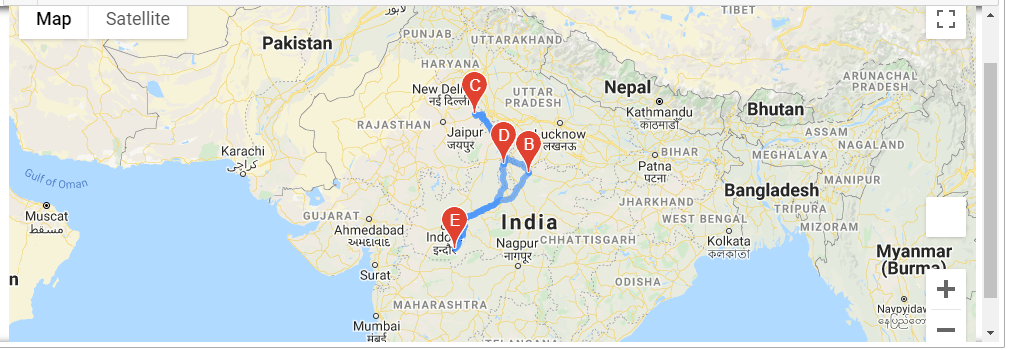 Map
Satellite
TIBET
لاہور
PUNJAB
UTTARAKHAND
Pakistan
HARYANA
ARUNACHAL
PRADESH
C
New Delhi
नई दिल्ली
UTTAR
PRADESH
Nepal
Kathmandu
काठमाडौं
Bhutan
RAJASTHAN
Jaipur
जयपुर
D
B
Lucknow
लखनऊ
ASSAM
NAGALAND
Karachi
کراچی
BIHAR
Patna
पटना
MEGHALAYA
Gulf of Oman
MANIPUR
Bangladesh
Muscat
مسقط
JHARKHAND
TRIPURA
GUJARAT
E
India
WEST BENGAL
MIZORAM
Ahmedabad
અમદાવાદ
Indo
इन्दौर
Nagpur
नागपूर
CHHATTISGARH
Kolkata
কলকাতা
Myanmar
(Burma)
Surat
ODISHA
n
MAHARASHTRA
Naypyidaw
Mumbai
मुंबई
TELANGANA